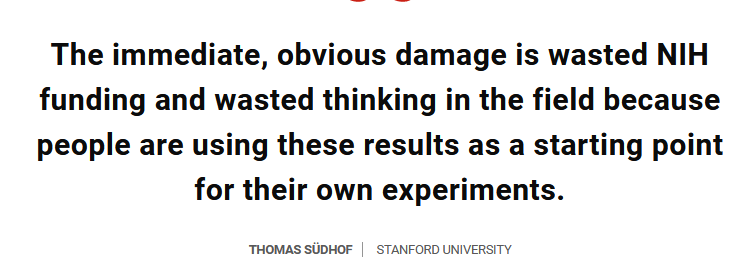 The immediate, obvious damage is wasted NIH
funding and wasted thinking in the field because
people are using these results as a starting point
for their own experiments.
THOMAS SÜDHOF | STANFORD UNIVERSITY